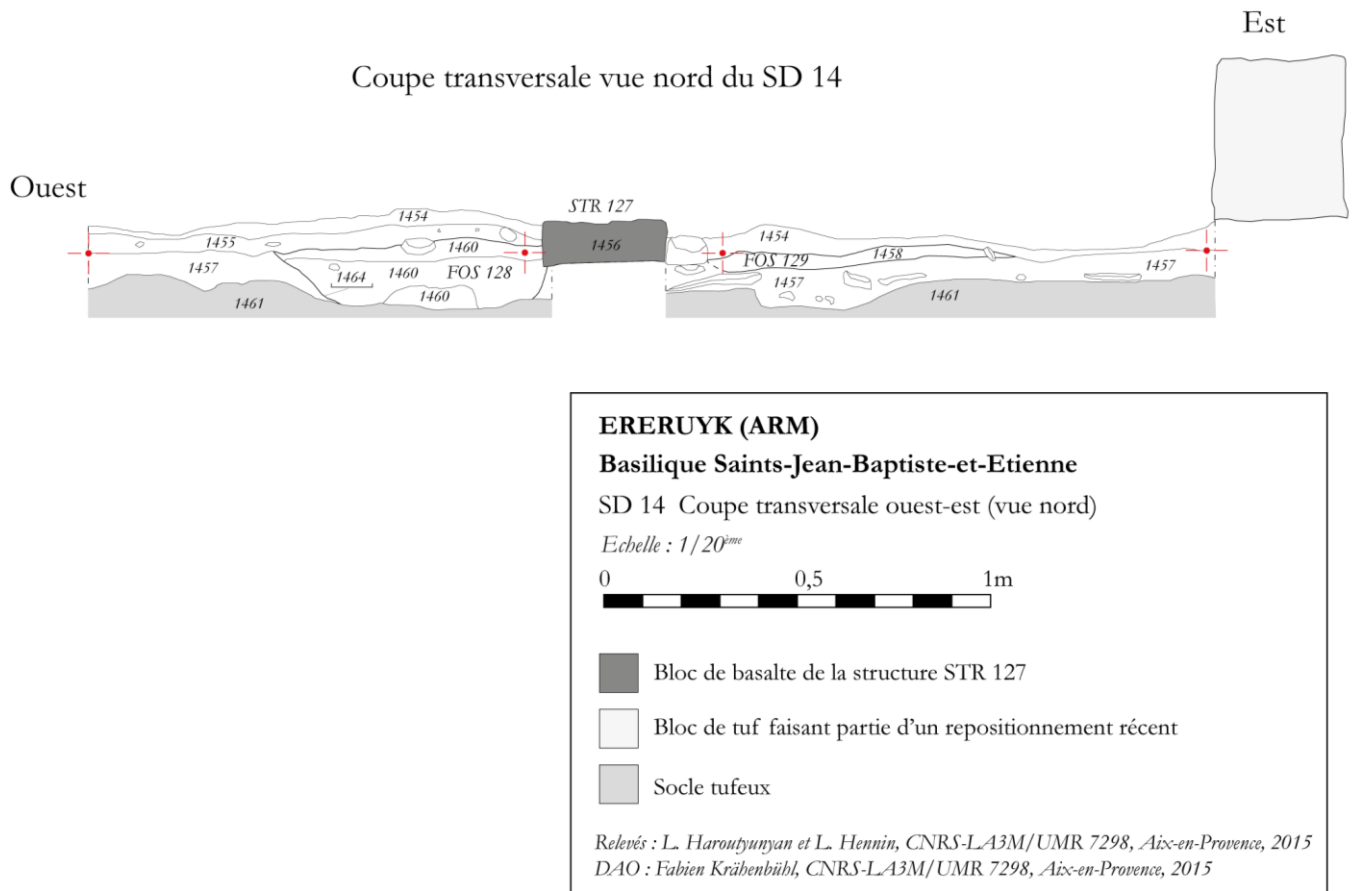 Est
Coupe transversale vue nord du SD 14
Ouest
STR 127
1454
1454
1455
1460
1456
1458
FOS 129
1457
1457
1464
1460
FOS 128
1457
1460
1461
1461
ERERUYK (ARM)
Basilique Saints-Jean-Baptiste-et-Etienne
SD 14 Coupe transversale ouest-est (vue nord)
Echelle : 1/20ème
0 0,5 1m
Bloc de basalte de la structure STR 127
Bloc de tuf faisant partie d'un repositionnement récent
Socle tufeux
Relevés : L. Haroutyunyan et L. Hennin, CNRS-LA3M/UMR 7298, Aix-en-Provence, 2015
DAO : Fabien Krähenbühl, CNRS-LA3M/UMR 7298, Aix-en-Provence, 2015